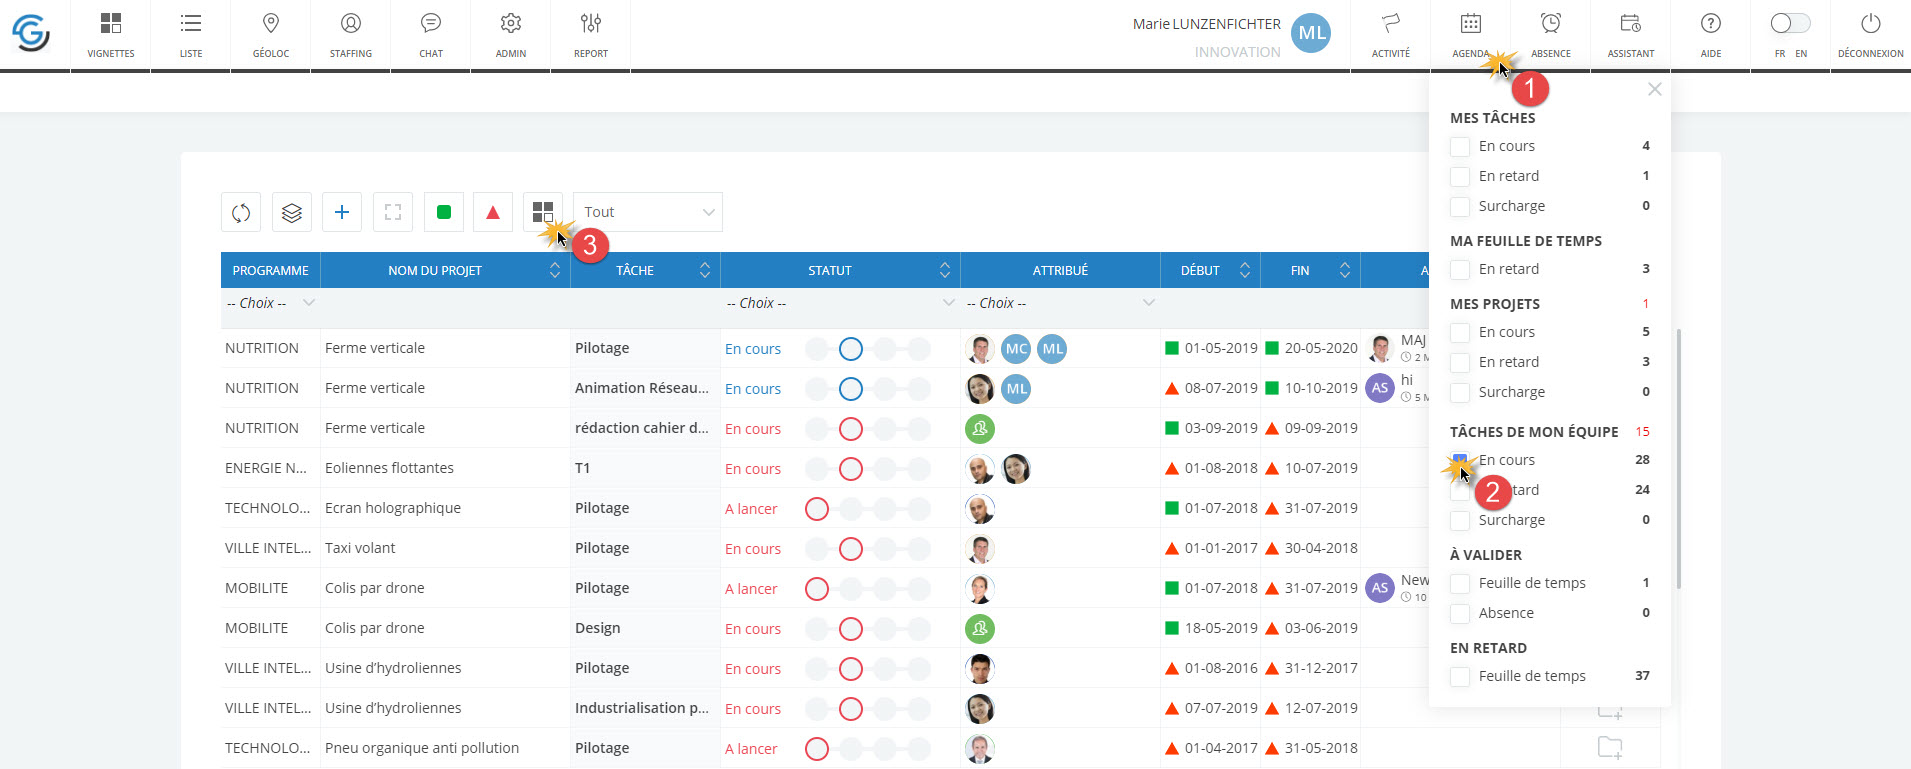 VIGNETTES LISTE GÉOLOC STAFFING CHAT ADMIN REPORT
Marie LUNZENFICHTER
INNOVATION
ML
ACTIVITÉ AGENDA ABSENCE ASSISTANT AIDE FR EN DÉCONNEXION
1
MES TÂCHES
En cours 4
En retard 1
Surcharge 0
MA FEUILLE DE TEMPS
En retard 3
MES PROJETS 1
En cours 5
En retard 3
Surcharge 0
TÂCHES DE MON ÉQUIPE 15
En cours 28
2
tard 24
Surcharge 0
À VALIDER
Feuille de temps 1
Absence 0
EN RETARD
Feuille de temps 37
Tout
3
PROGRAMME NOM DU PROJET TÂCHE STATUT ATTRIBUÉ DÉBUT FIN A
-- Choix -- -- Choix -- -- Choix --
NUTRITION Ferme verticale Pilotage En cours MC ML 01-05-2019 20-05-2020 MAJ
2 M
NUTRITION Ferme verticale Animation Réseau... En cours ML 08-07-2019 10-10-2019 AS hi
5 M
NUTRITION Ferme verticale rédaction cahier d... En cours 03-09-2019 09-09-2019
ENERGIE N... Eoliennes flottantes T1 En cours 01-08-2018 10-07-2019
TECHNOLO... Ecran holographique Pilotage A lancer 01-07-2018 31-07-2019
VILLE INTEL... Taxi volant Pilotage En cours 01-01-2017 30-04-2018
MOBILITE Colis par drone Pilotage A lancer 01-07-2018 31-07-2019 AS New
10
MOBILITE Colis par drone Design En cours 18-05-2019 03-06-2019
VILLE INTEL... Usine d'hydroliennes Pilotage En cours 01-08-2016 31-12-2017
VILLE INTEL... Usine d'hydroliennes Industrialisation p... En cours 07-07-2019 12-07-2019
TECHNOLO... Pneu organique anti pollution Pilotage A lancer 01-04-2017 31-05-2018